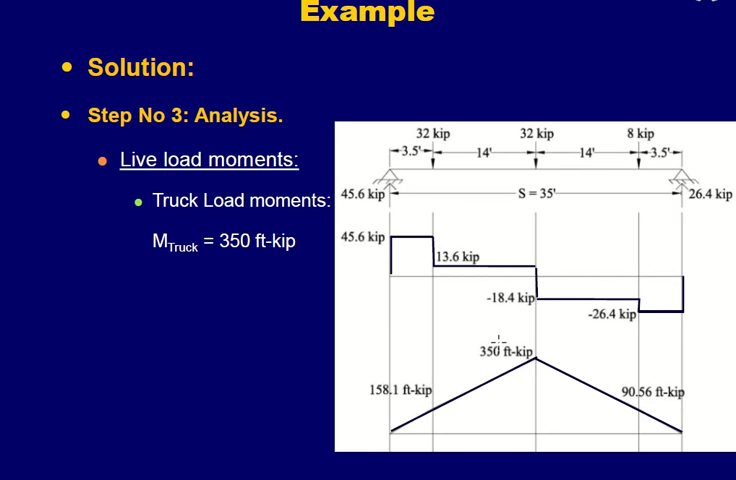 Example
• Solution:
• Step No 3: Analysis.
• Live load moments:
• Truck Load moments:
M_Truck = 350 ft-kip
32 kip 32 kip 8 kip
3.5' 14' 14' 3.5'
45.6 kip S = 35' 26.4 kip
45.6 kip
13.6 kip
-18.4 kip
-26.4 kip
350 ft-kip
158.1 ft-kip 90.56 ft-kip